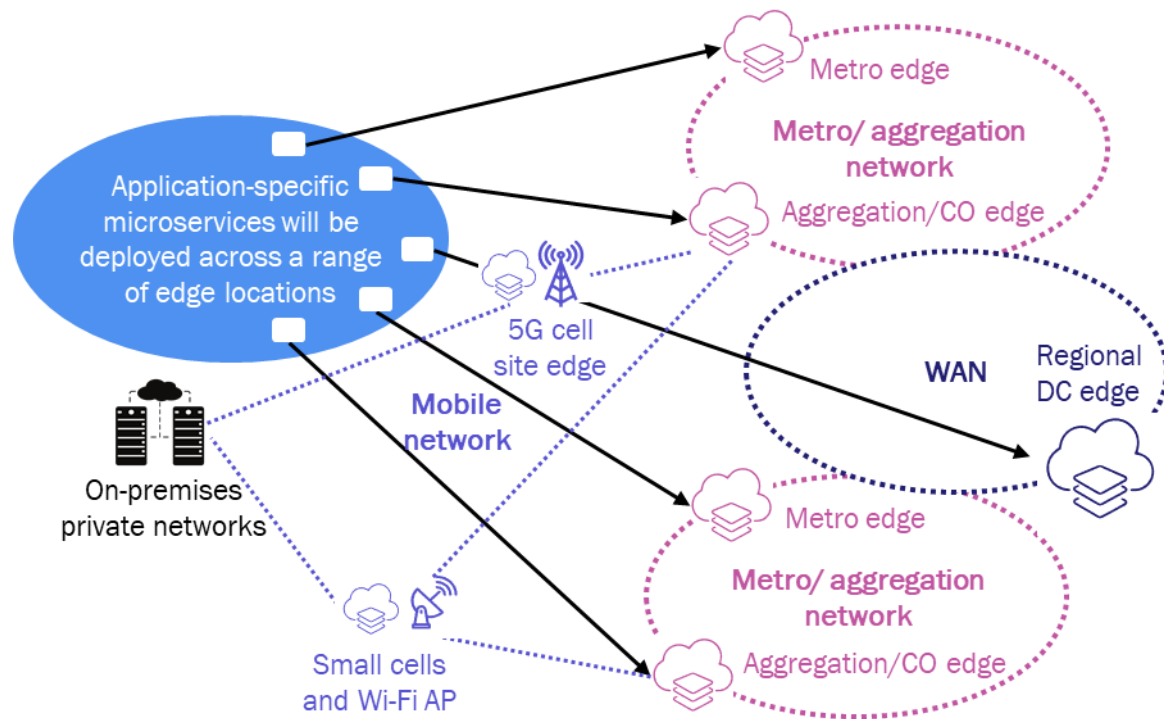 Metro edge
Metro/ aggregation
network
Aggregation/CO edge
Application-specific
microservices will be
deployed across a range
of edge locations
5G cell
site edge
WAN
Regional
DC edge
Mobile
network
On-premises
private networks
Metro edge
Metro/ aggregation
network
Aggregation/CO edge
Small cells
and Wi-Fi AP